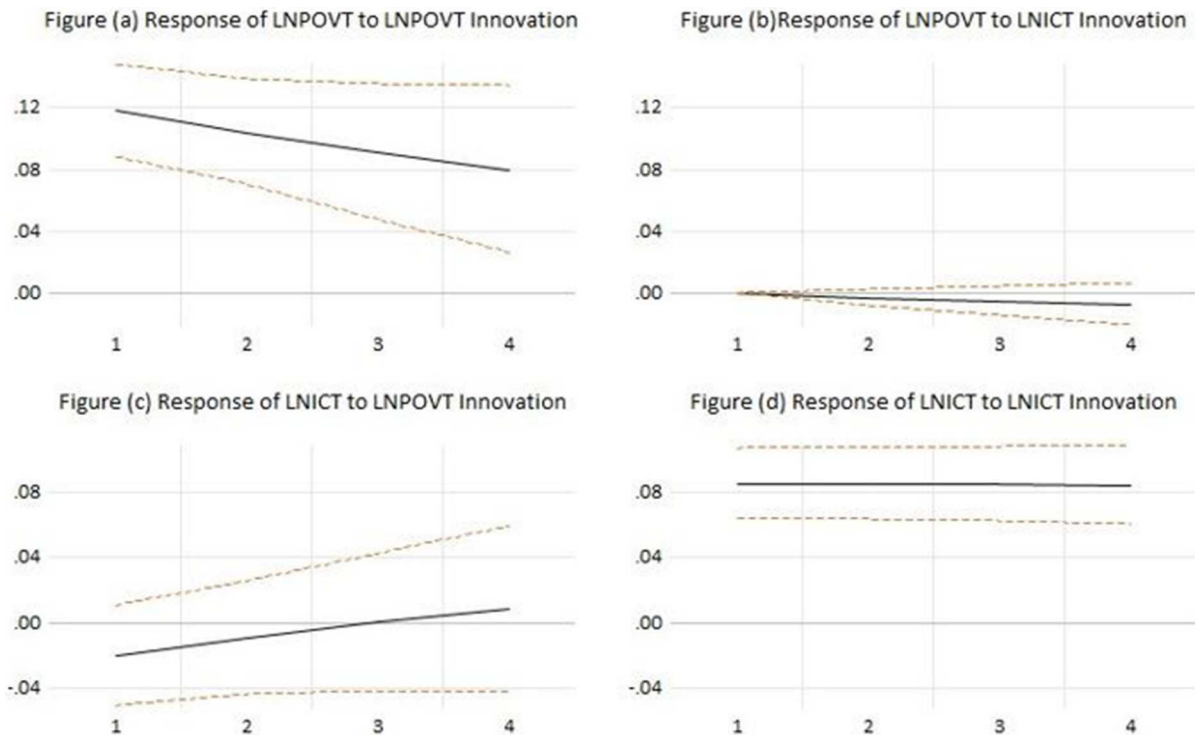 Figure (a) Response of LNPOVT to LNPOVT Innovation
.12
.08
.04
.00
1 2 3 4
Figure (b)Response of LNPOVT to LNICT Innovation
.12
.08
.04
.00
1 2 3 4
Figure (c) Response of LNICT to LNPOVT Innovation
.08
.04
.00
-.04
1 2 3 4
Figure (d) Response of LNICT to LNICT Innovation
.08
.04
.00
-.04
1 2 3 4